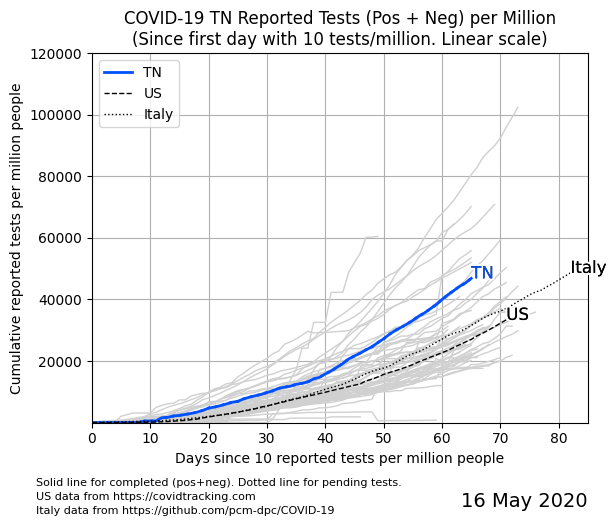 COVID-19 TN Reported Tests (Pos + Neg) per Million
(Since first day with 10 tests/million. Linear scale)
Cumulative reported tests per million people
120000
100000
80000
60000
40000
20000
TN
US
Italy
TN
Italy
US
0 10 20 30 40 50 60 70 80
Days since 10 reported tests per million people
Solid line for completed (pos+neg). Dotted line for pending tests.
US data from https://covidtracking.com
Italy data from https://github.com/pcm-dpc/COVID-19
16 May 2020